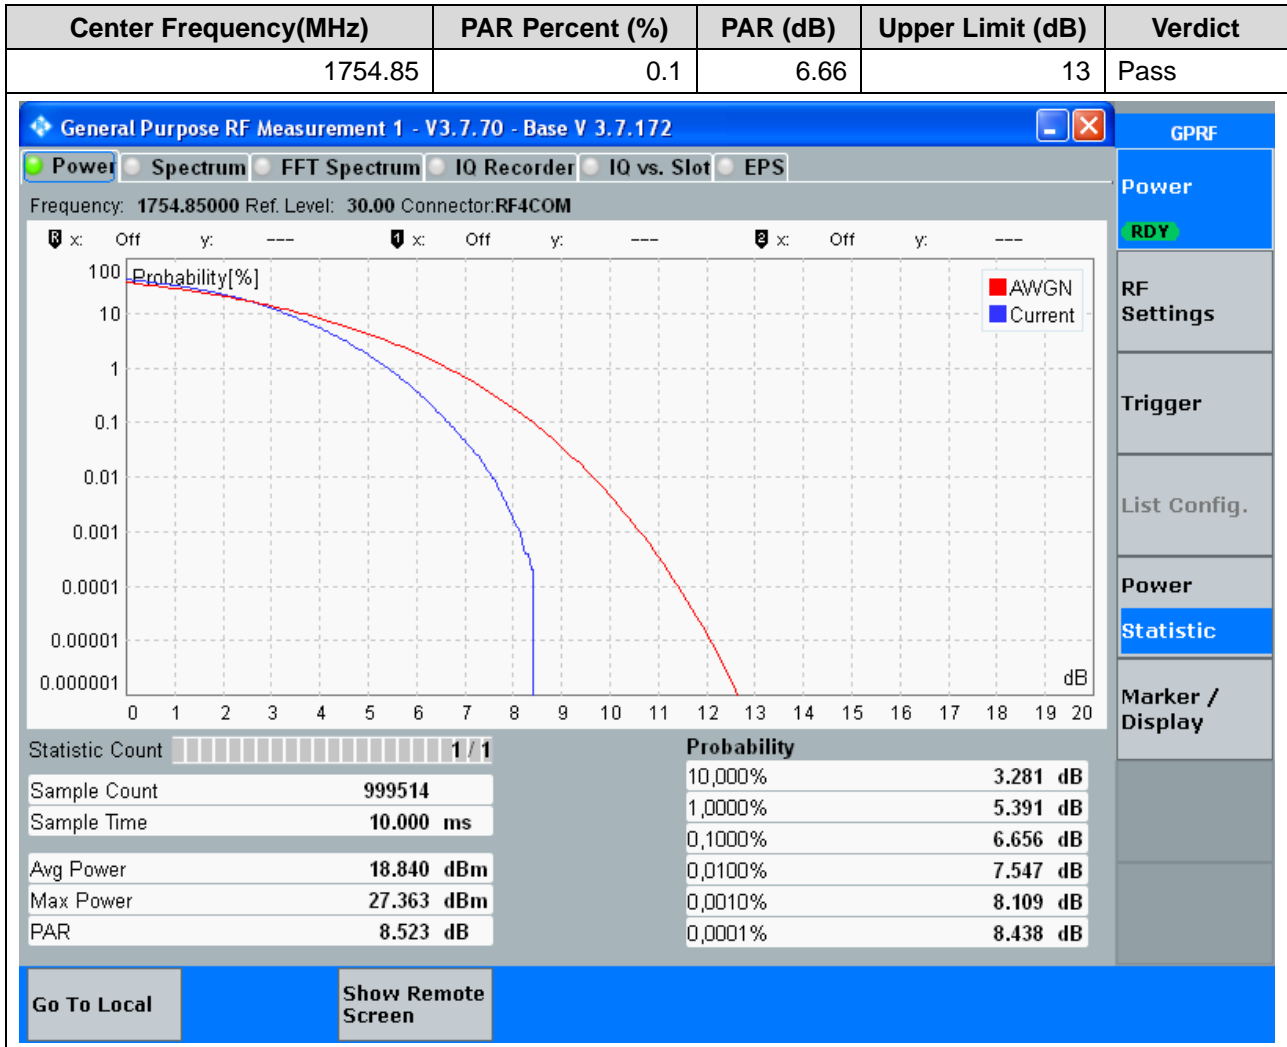 Center Frequency(MHz) PAR Percent (%) PAR (dB) Upper Limit (dB) Verdict
1754.85 0.1 6.66 13 Pass
General Purpose RF Measurement 1 - V3.7.70 - Base V 3.7.172
GPRF
Power Spectrum FFT Spectrum IQ Recorder IQ vs. Slot EPS
Frequency: 1754.85000 Ref. Level: 30.00 Connector:RF4COM
R x: Off y: --- 1 x: Off y: --- 2 x: Off y: ---
Probability[%]
AWGN
Current
100
10
1
0.1
0.01
0.001
0.0001
0.00001
0.000001
dB
0 1 2 3 4 5 6 7 8 9 10 11 12 13 14 15 16 17 18 19 20
Statistic Count 1 / 1
Sample Count 999514
Sample Time 10.000 ms
Avg Power 18.840 dBm
Max Power 27.363 dBm
PAR 8.523 dB
Probability
10,000% 3.281 dB
1,0000% 5.391 dB
0,1000% 6.656 dB
0,0100% 7.547 dB
0,0010% 8.109 dB
0,0001% 8.438 dB
Power
RDY
RF
Settings
Trigger
List Config.
Power
Statistic
Marker /
Display
Go To Local
Show Remote
Screen